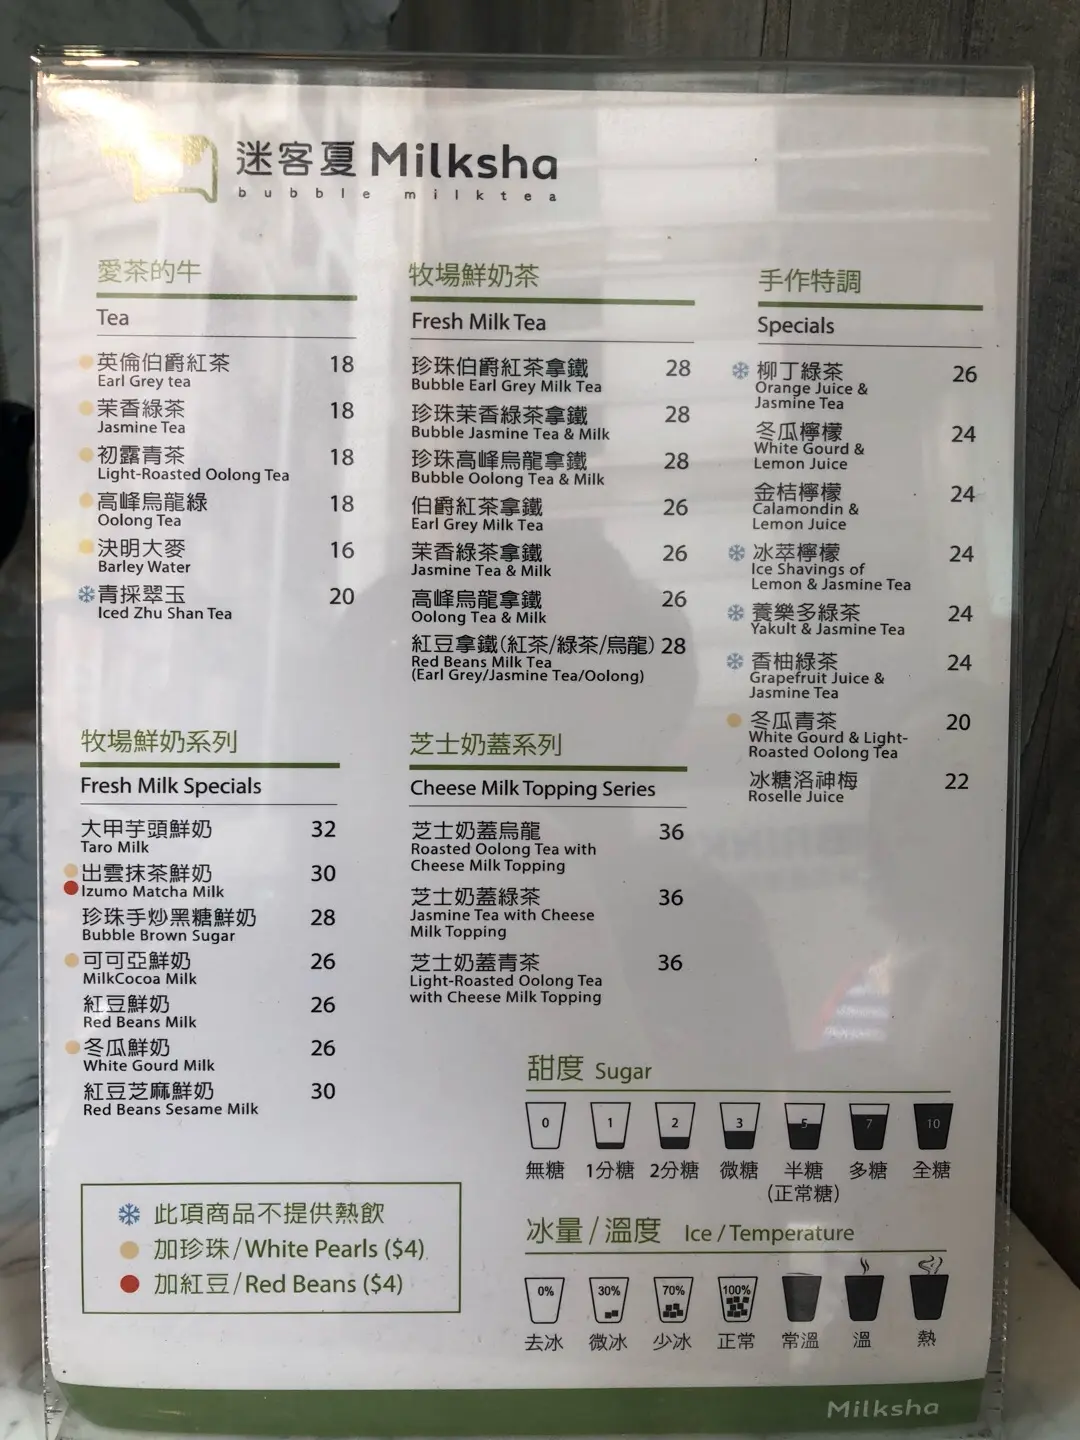 迷客夏 Milksha
bubble milktea
愛茶的牛
Tea
英倫伯爵紅茶 18
Earl Grey tea
茉香綠茶 18
Jasmine Tea
初露青茶 18
Light-Roasted Oolong Tea
高峰烏龍綠 18
Oolong Tea
決明大麥 16
Barley Water
青採翠玉 20
Iced Zhu Shan Tea
牧場鮮奶茶
Fresh Milk Tea
珍珠伯爵紅茶拿鐵 28
Bubble Earl Grey Milk Tea
珍珠茉香綠茶拿鐵 28
Bubble Jasmine Tea & Milk
珍珠高峰烏龍拿鐵 28
Bubble Oolong Tea & Milk
伯爵紅茶拿鐵 26
Earl Grey Milk Tea
茉香綠茶拿鐵 26
Jasmine Tea & Milk
高峰烏龍拿鐵 26
Oolong Tea & Milk
紅豆拿鐵(紅茶/綠茶/烏龍) 28
Red Beans Milk Tea
(Earl Grey/Jasmine Tea/Oolong)
手作特調
Specials
柳丁綠茶 26
Orange Juice &
Jasmine Tea
冬瓜檸檬 24
White Gourd &
Lemon Juice
金桔檸檬 24
Calamondin &
Lemon Juice
冰萃檸檬 24
Ice Shavings of
Lemon & Jasmine Tea
養樂多綠茶 24
Yakult & Jasmine Tea
香柚綠茶 24
Grapefruit Juice &
Jasmine Tea
冬瓜青茶 20
White Gourd & Light-
Roasted Oolong Tea
冰糖洛神梅 22
Roselle Juice
牧場鮮奶系列
Fresh Milk Specials
大甲芋頭鮮奶 32
Taro Milk
出雲抹茶鮮奶 30
Izumo Matcha Milk
珍珠手炒黑糖鮮奶 28
Bubble Brown Sugar
可可亞鮮奶 26
MilkCocoa Milk
紅豆鮮奶 26
Red Beans Milk
冬瓜鮮奶 26
White Gourd Milk
紅豆芝麻鮮奶 30
Red Beans Sesame Milk
芝士奶蓋系列
Cheese Milk Topping Series
芝士奶蓋烏龍 36
Roasted Oolong Tea with
Cheese Milk Topping
芝士奶蓋綠茶 36
Jasmine Tea with Cheese
Milk Topping
芝士奶蓋青茶 36
Light-Roasted Oolong Tea
with Cheese Milk Topping
此項商品不提供熱飲
加珍珠/White Pearls ($4)
加紅豆/Red Beans ($4)
甜度 Sugar
0 1 2 3 5 7 10
無糖 1分糖 2分糖 微糖 半糖 多糖 全糖
(正常糖)
冰量/溫度 Ice / Temperature
0% 30% 70% 100%
去冰 微冰 少冰 正常 常溫 溫 熱
Milksha